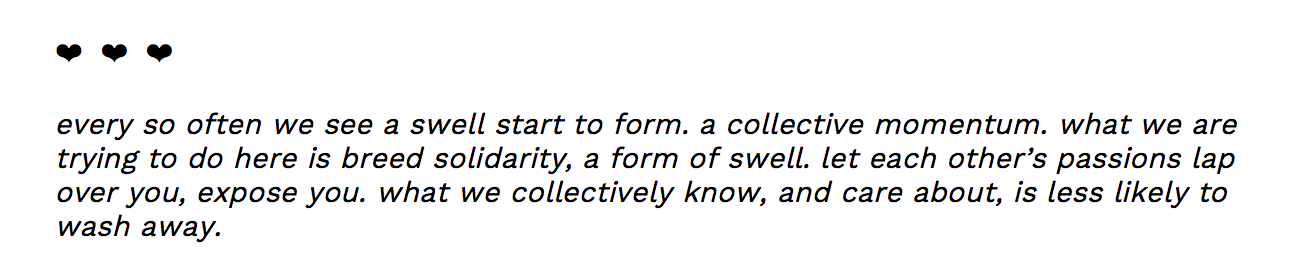 ❤ ❤ ❤
every so often we see a swell start to form. a collective momentum. what we are
trying to do here is breed solidarity, a form of swell. let each other’s passions lap
over you, expose you. what we collectively know, and care about, is less likely to
wash away.